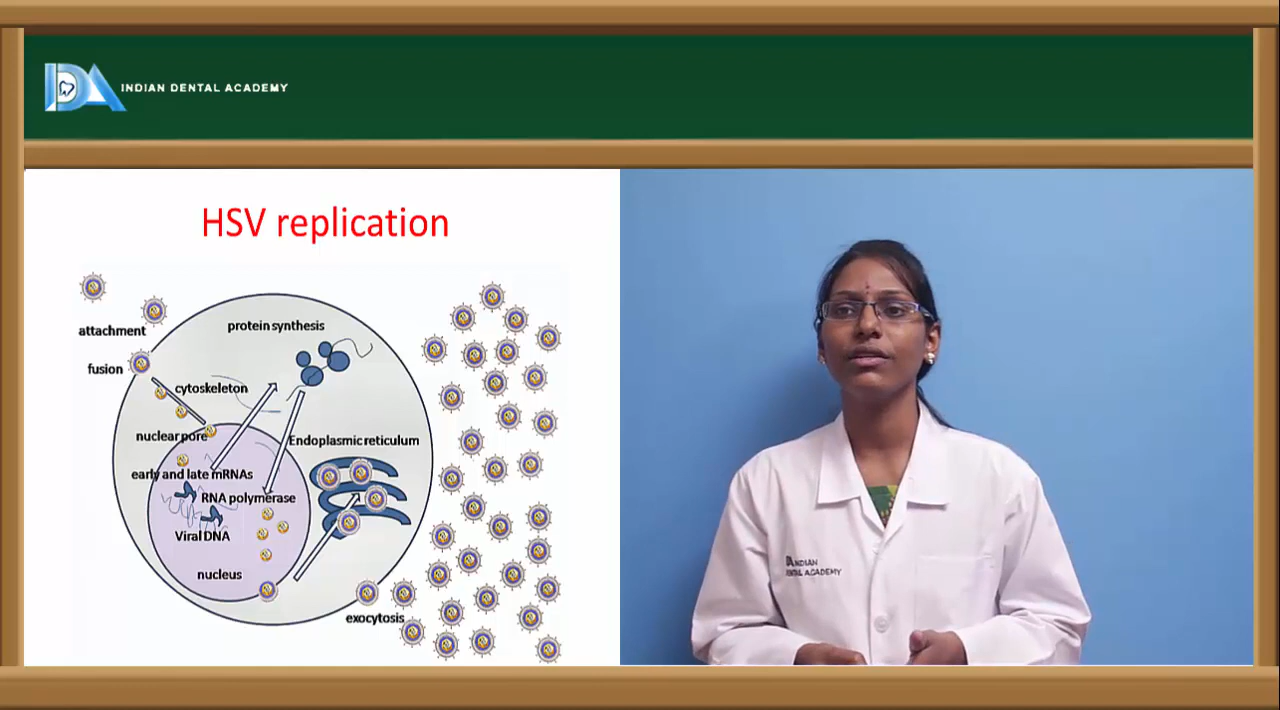 INDIAN DENTAL ACADEMY
HSV replication
attachment
protein synthesis
fusion
cytoskeleton
nuclear pore
Endoplasmic reticulum
early and late mRNAs
RNA polymerase
Viral DNA
nucleus
exocytosis
INDIAN
DENTAL ACADEMY